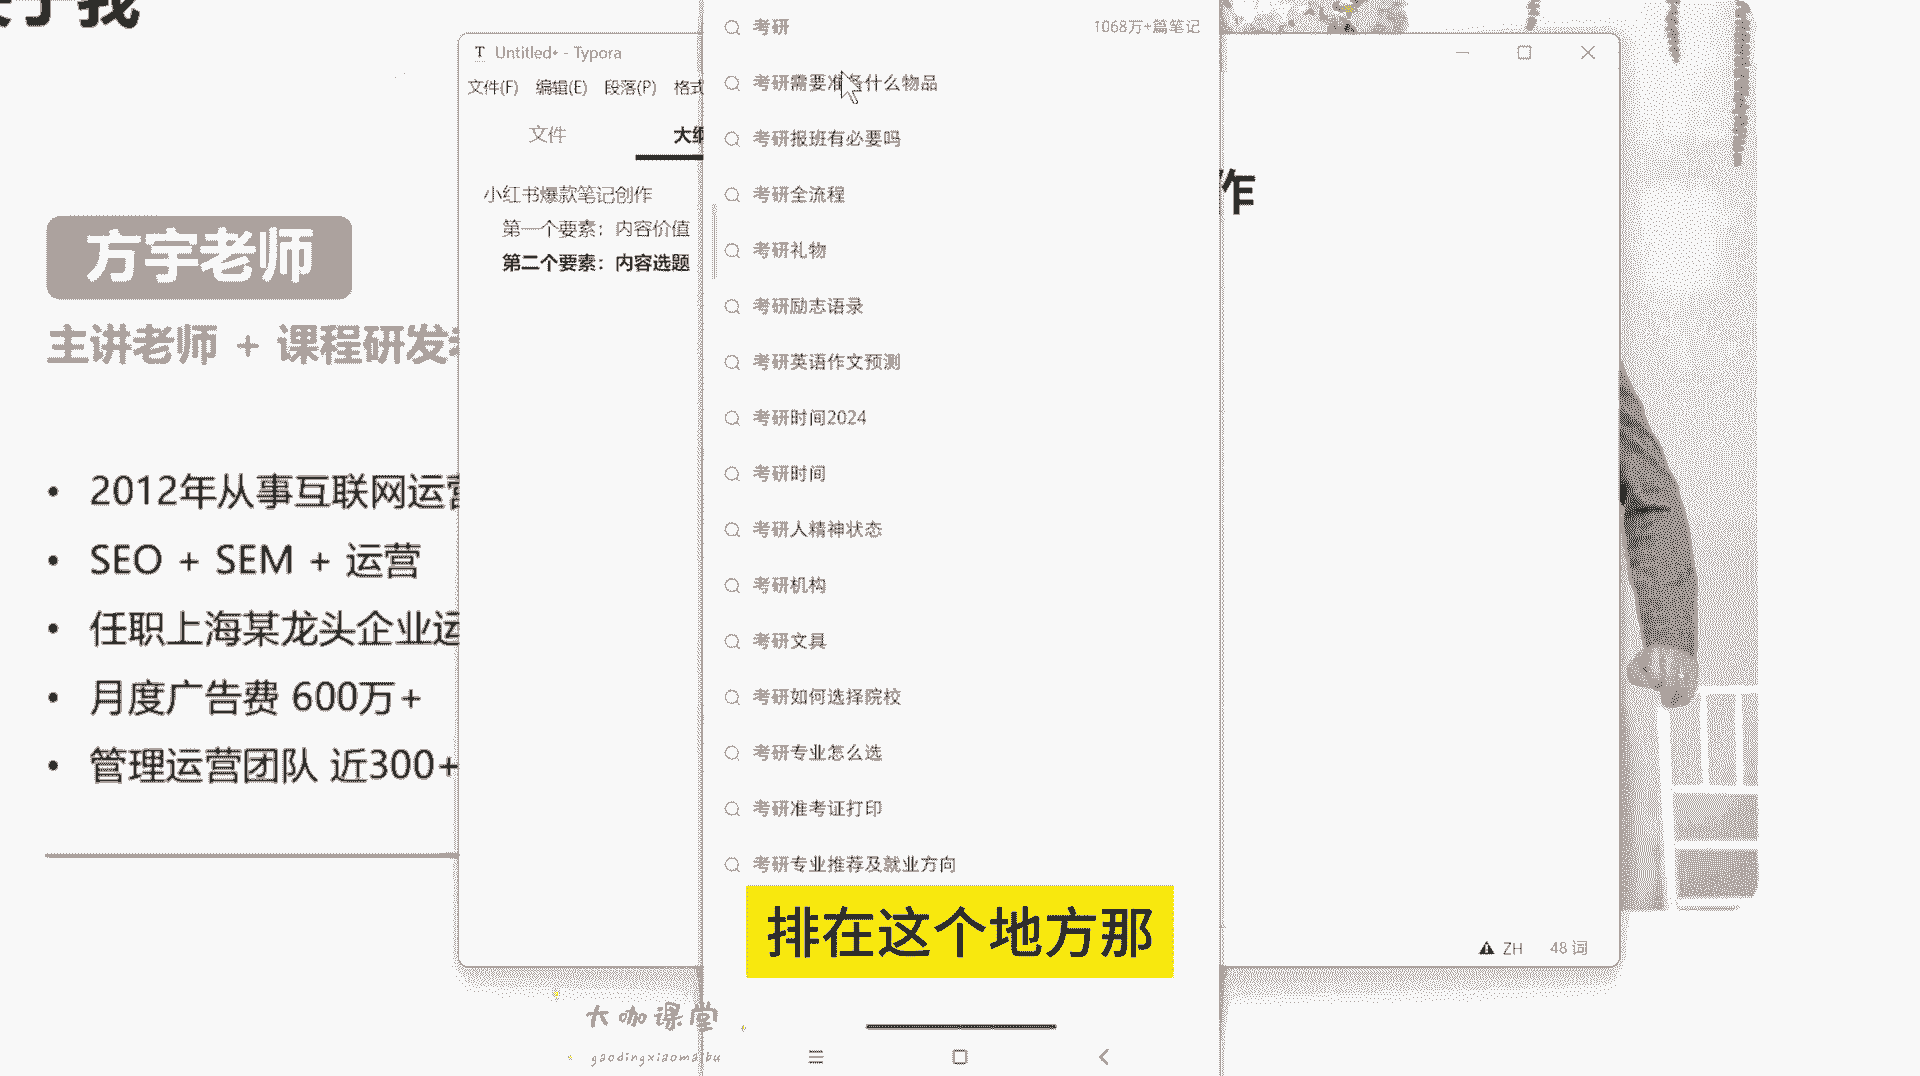 方宇老师
主讲老师 + 课程研发
2012年从事互联网运营
SEO + SEM + 运营
任职上海某龙头企业运
月度广告费 600万+
管理运营团队 近300+
Untitled• - Typora
文件(F) 编辑(E) 段落(P) 格式
文件 大纲
小红书爆款笔记创作
第一个要素：内容价值
第二个要素：内容选题
考研 1068万+篇笔记
考研需要准备什么物品
考研报班有必要吗
考研全流程
考研礼物
考研励志语录
考研英语作文预测
考研时间2024
考研时间
考研人精神状态
考研机构
考研文具
考研如何选择院校
考研专业怎么选
考研准考证打印
考研专业推荐及就业方向
作
ZH 48 词
排在这个地方那
大咖课堂
gaodingxiaomaibu